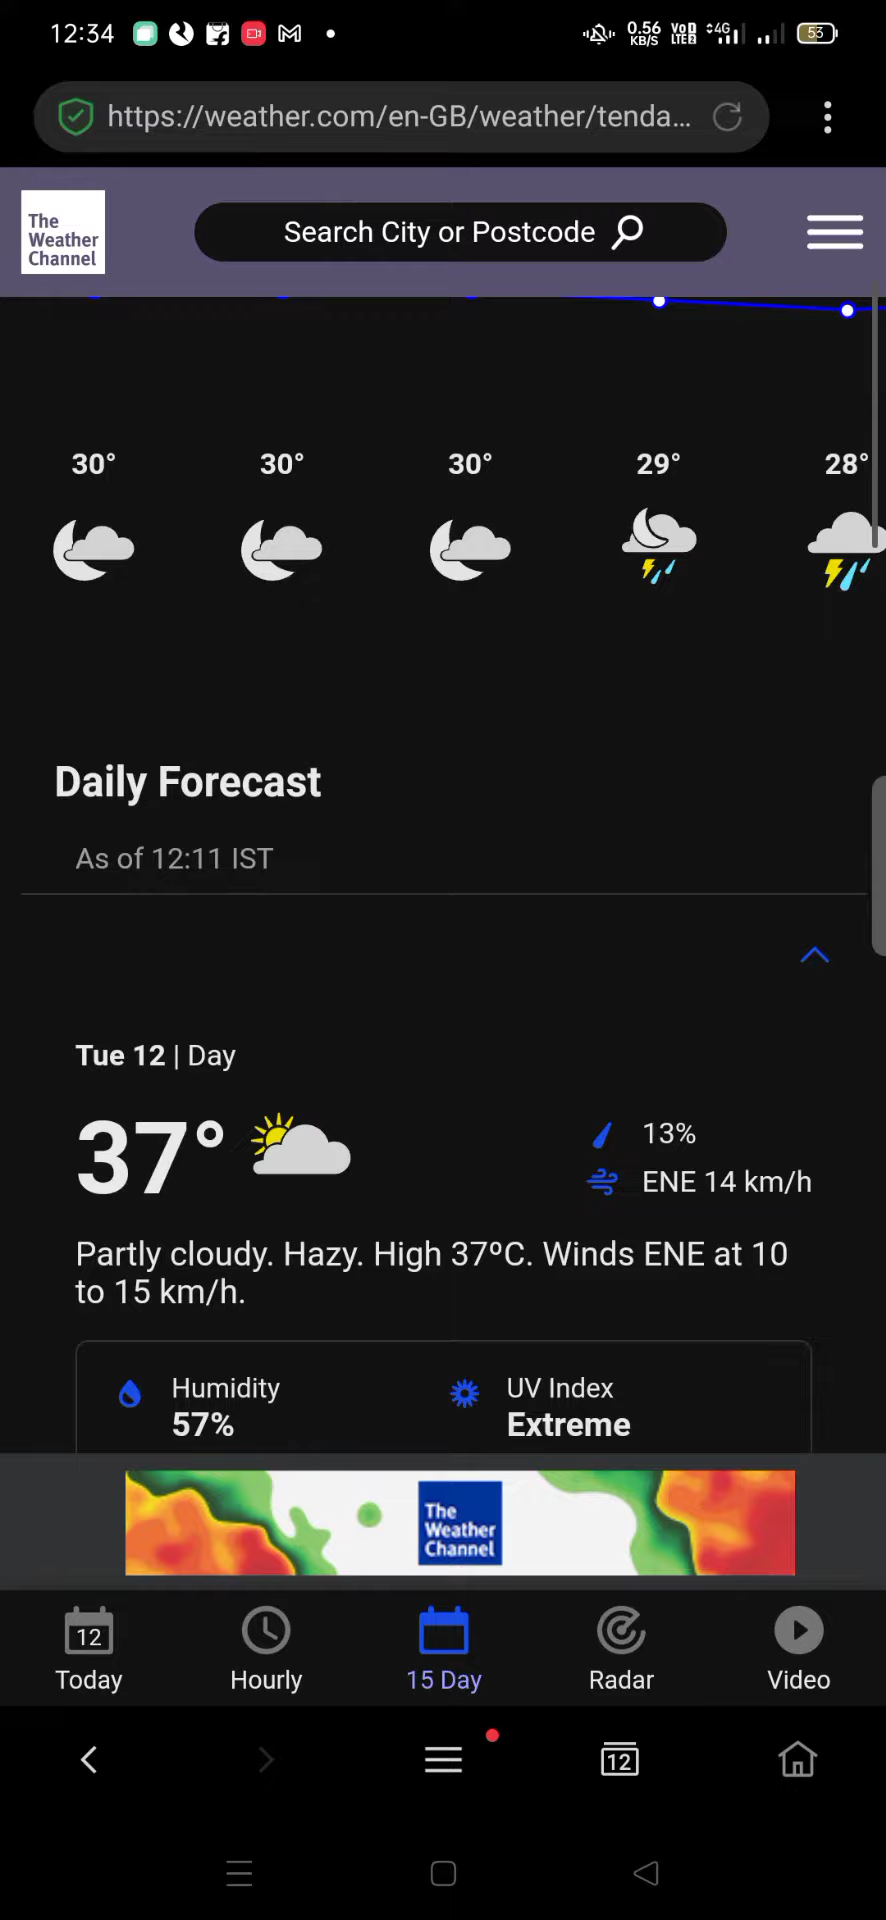 12:34
0.56
KB/S
VoD
LTE2
4G
53
https://weather.com/en-GB/weather/tenda...
The
Weather
Channel
Search City or Postcode
30° 30° 30° 29° 28°
Daily Forecast
As of 12:11 IST
Tue 12 | Day
37°
13%
ENE 14 km/h
Partly cloudy. Hazy. High 37°C. Winds ENE at 10
to 15 km/h.
Humidity
57%
UV Index
Extreme
The
Weather
Channel
12
Today Hourly 15 Day Radar Video
12